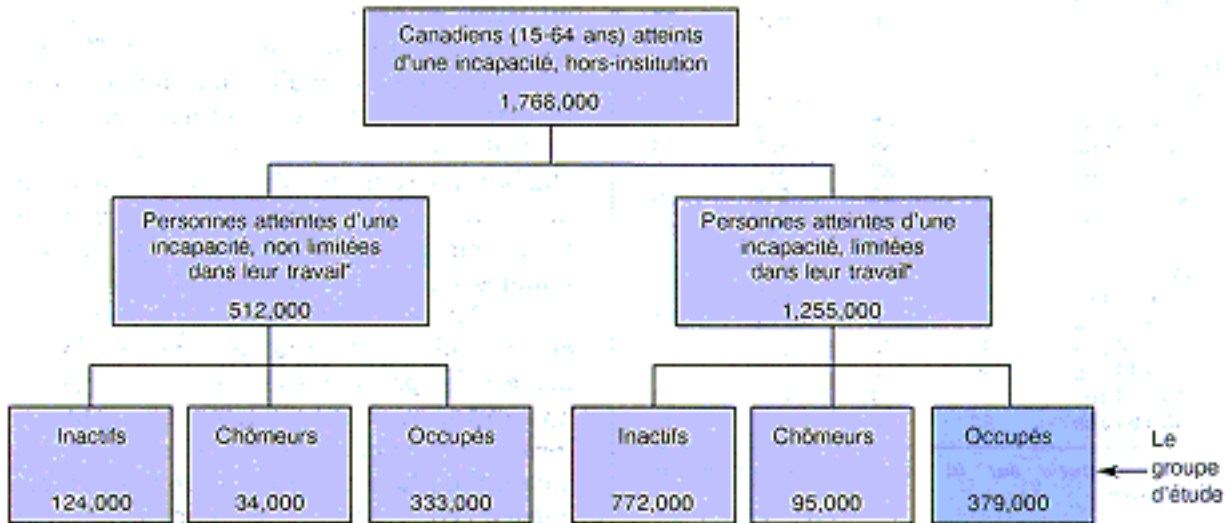 Canadiens (15-64 ans) atteints
d'une incapacité, hors-institution
1,768,000
Personnes atteintes d'une
incapacité, non limitées
dans leur travail*
512,000
Personnes atteintes d'une
incapacité, limitées
dans leur travail*
1,255,000
Inactifs
124,000
Chômeurs
34,000
Occupés
333,000
Inactifs
772,000
Chômeurs
95,000
Occupés
379,000
Le
groupe
d'étude